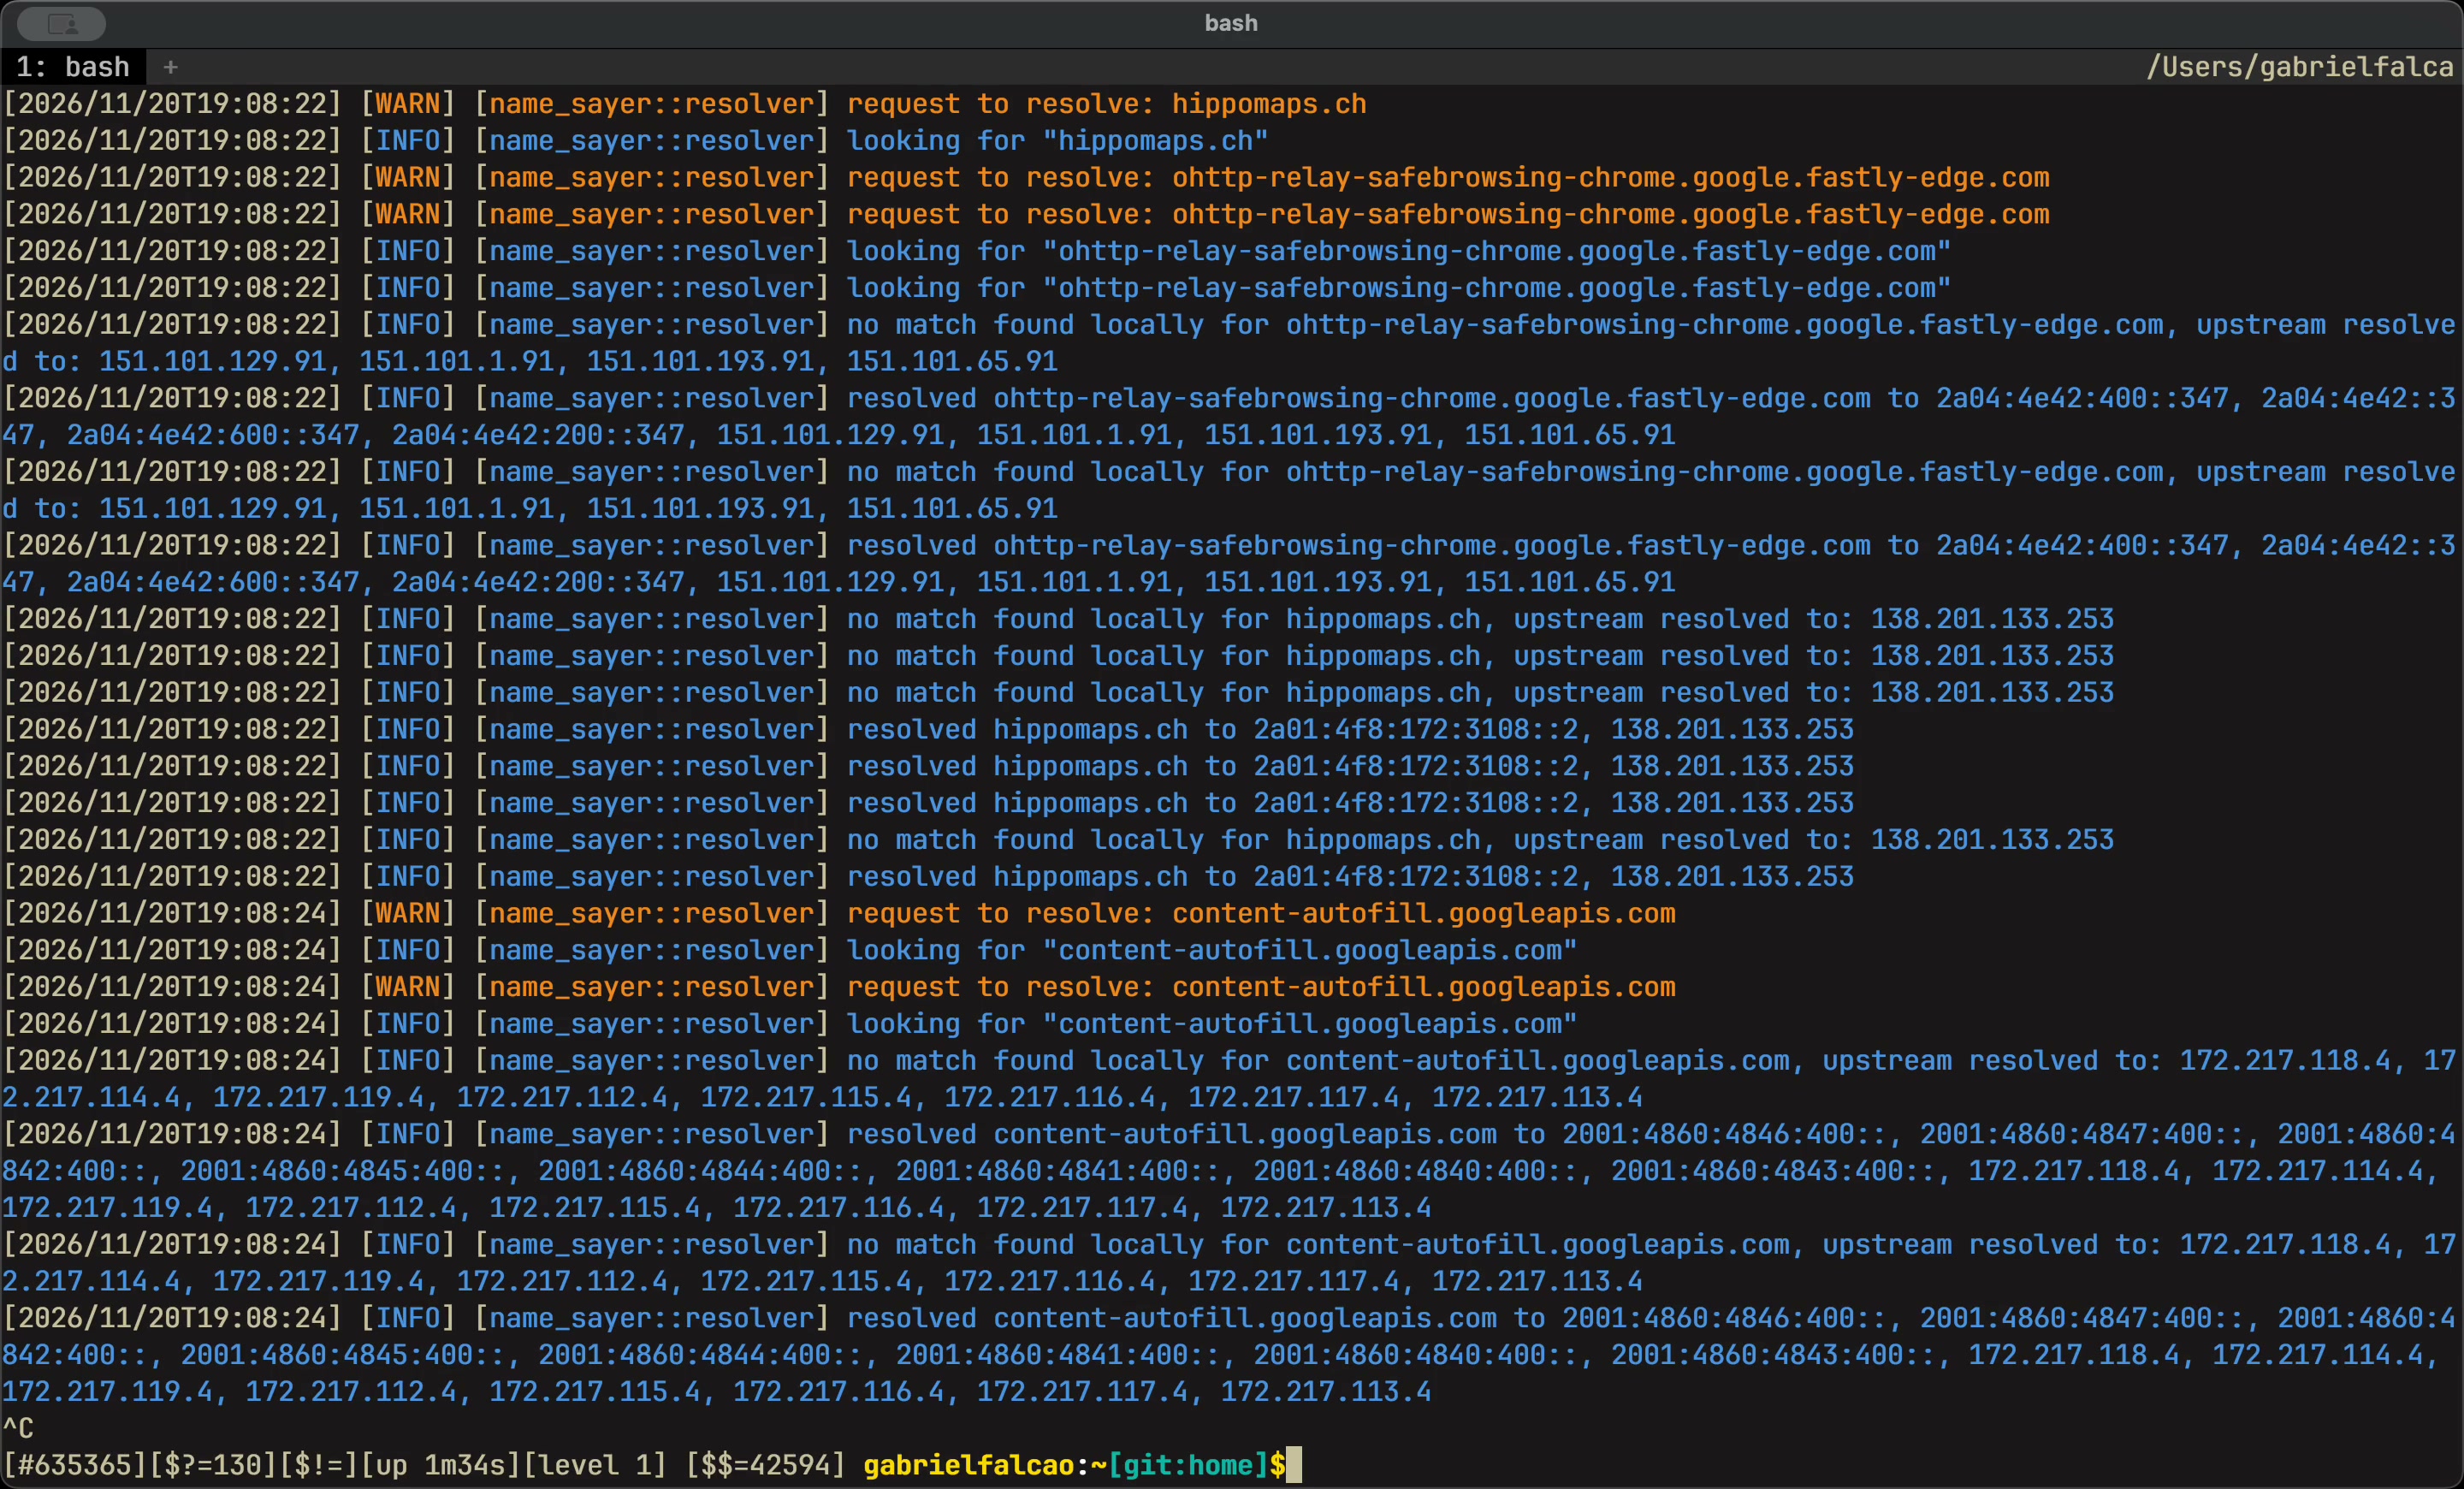 bash
1: bash + /Users/gabrielfalca
[2026/11/20T19:08:22] [WARN] [name_sayer::resolver] request to resolve: hippomaps.ch
[2026/11/20T19:08:22] [INFO] [name_sayer::resolver] looking for "hippomaps.ch"
[2026/11/20T19:08:22] [WARN] [name_sayer::resolver] request to resolve: ohttp-relay-safebrowsing-chrome.google.fastly-edge.com
[2026/11/20T19:08:22] [WARN] [name_sayer::resolver] request to resolve: ohttp-relay-safebrowsing-chrome.google.fastly-edge.com
[2026/11/20T19:08:22] [INFO] [name_sayer::resolver] looking for "ohttp-relay-safebrowsing-chrome.google.fastly-edge.com"
[2026/11/20T19:08:22] [INFO] [name_sayer::resolver] looking for "ohttp-relay-safebrowsing-chrome.google.fastly-edge.com"
[2026/11/20T19:08:22] [INFO] [name_sayer::resolver] no match found locally for ohttp-relay-safebrowsing-chrome.google.fastly-edge.com, upstream resolve
d to: 151.101.129.91, 151.101.1.91, 151.101.193.91, 151.101.65.91
[2026/11/20T19:08:22] [INFO] [name_sayer::resolver] resolved ohttp-relay-safebrowsing-chrome.google.fastly-edge.com to 2a04:4e42:400::347, 2a04:4e42::3
47, 2a04:4e42:600::347, 2a04:4e42:200::347, 151.101.129.91, 151.101.1.91, 151.101.193.91, 151.101.65.91
[2026/11/20T19:08:22] [INFO] [name_sayer::resolver] no match found locally for ohttp-relay-safebrowsing-chrome.google.fastly-edge.com, upstream resolve
d to: 151.101.129.91, 151.101.1.91, 151.101.193.91, 151.101.65.91
[2026/11/20T19:08:22] [INFO] [name_sayer::resolver] resolved ohttp-relay-safebrowsing-chrome.google.fastly-edge.com to 2a04:4e42:400::347, 2a04:4e42::3
47, 2a04:4e42:600::347, 2a04:4e42:200::347, 151.101.129.91, 151.101.1.91, 151.101.193.91, 151.101.65.91
[2026/11/20T19:08:22] [INFO] [name_sayer::resolver] no match found locally for hippomaps.ch, upstream resolved to: 138.201.133.253
[2026/11/20T19:08:22] [INFO] [name_sayer::resolver] no match found locally for hippomaps.ch, upstream resolved to: 138.201.133.253
[2026/11/20T19:08:22] [INFO] [name_sayer::resolver] no match found locally for hippomaps.ch, upstream resolved to: 138.201.133.253
[2026/11/20T19:08:22] [INFO] [name_sayer::resolver] resolved hippomaps.ch to 2a01:4f8:172:3108::2, 138.201.133.253
[2026/11/20T19:08:22] [INFO] [name_sayer::resolver] resolved hippomaps.ch to 2a01:4f8:172:3108::2, 138.201.133.253
[2026/11/20T19:08:22] [INFO] [name_sayer::resolver] resolved hippomaps.ch to 2a01:4f8:172:3108::2, 138.201.133.253
[2026/11/20T19:08:22] [INFO] [name_sayer::resolver] no match found locally for hippomaps.ch, upstream resolved to: 138.201.133.253
[2026/11/20T19:08:22] [INFO] [name_sayer::resolver] resolved hippomaps.ch to 2a01:4f8:172:3108::2, 138.201.133.253
[2026/11/20T19:08:24] [WARN] [name_sayer::resolver] request to resolve: content-autofill.googleapis.com
[2026/11/20T19:08:24] [INFO] [name_sayer::resolver] looking for "content-autofill.googleapis.com"
[2026/11/20T19:08:24] [WARN] [name_sayer::resolver] request to resolve: content-autofill.googleapis.com
[2026/11/20T19:08:24] [INFO] [name_sayer::resolver] looking for "content-autofill.googleapis.com"
[2026/11/20T19:08:24] [INFO] [name_sayer::resolver] no match found locally for content-autofill.googleapis.com, upstream resolved to: 172.217.118.4, 17
2.217.114.4, 172.217.119.4, 172.217.112.4, 172.217.115.4, 172.217.116.4, 172.217.117.4, 172.217.113.4
[2026/11/20T19:08:24] [INFO] [name_sayer::resolver] resolved content-autofill.googleapis.com to 2001:4860:4846:400::, 2001:4860:4847:400::, 2001:4860:4
842:400::, 2001:4860:4845:400::, 2001:4860:4844:400::, 2001:4860:4841:400::, 2001:4860:4840:400::, 2001:4860:4843:400::, 172.217.118.4, 172.217.114.4,
172.217.119.4, 172.217.112.4, 172.217.115.4, 172.217.116.4, 172.217.117.4, 172.217.113.4
[2026/11/20T19:08:24] [INFO] [name_sayer::resolver] no match found locally for content-autofill.googleapis.com, upstream resolved to: 172.217.118.4, 17
2.217.114.4, 172.217.119.4, 172.217.112.4, 172.217.115.4, 172.217.116.4, 172.217.117.4, 172.217.113.4
[2026/11/20T19:08:24] [INFO] [name_sayer::resolver] resolved content-autofill.googleapis.com to 2001:4860:4846:400::, 2001:4860:4847:400::, 2001:4860:4
842:400::, 2001:4860:4845:400::, 2001:4860:4844:400::, 2001:4860:4841:400::, 2001:4860:4840:400::, 2001:4860:4843:400::, 172.217.118.4, 172.217.114.4,
172.217.119.4, 172.217.112.4, 172.217.115.4, 172.217.116.4, 172.217.117.4, 172.217.113.4
^C
[#635365][$?=130][$!=][up 1m34s][level 1] [$$=42594] gabrielfalcao:~[git:home]$